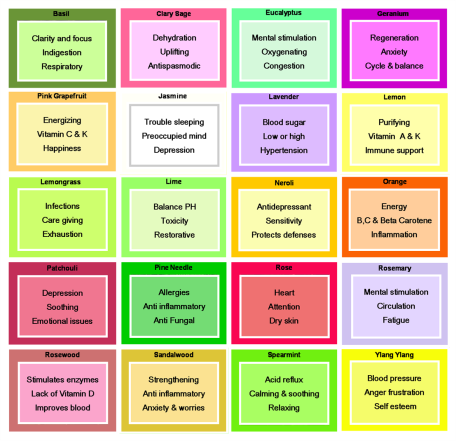 Basil
Clarity and focus
Indigestion
Respiratory
Clary Sage
Dehydration
Uplifting
Antispasmodic
Eucalyptus
Mental stimulation
Oxygenating
Congestion
Geranium
Regeneration
Anxiety
Cycle & balance
Pink Grapefruit
Energizing
Vitamin C & K
Happiness
Jasmine
Trouble sleeping
Preoccupied mind
Depression
Lavender
Blood sugar
Low or high
Hypertension
Lemon
Purifying
Vitamin A & K
Immune support
Lemongrass
Infections
Care giving
Exhaustion
Lime
Balance PH
Toxicity
Restorative
Neroli
Antidepressant
Sensitivity
Protects defenses
Orange
Energy
B,C & Beta Carotene
Inflammation
Patchouli
Depression
Soothing
Emotional issues
Pine Needle
Allergies
Anti inflammatory
Anti Fungal
Rose
Heart
Attention
Dry skin
Rosemary
Mental stimulation
Circulation
Fatigue
Rosewood
Stimulates enzymes
Lack of Vitamin D
Improves blood
Sandalwood
Strengthening
Anti inflammatory
Anxiety & worries
Spearmint
Acid reflux
Calming & soothing
Relaxing
Ylang Ylang
Blood pressure
Anger frustration
Self esteem